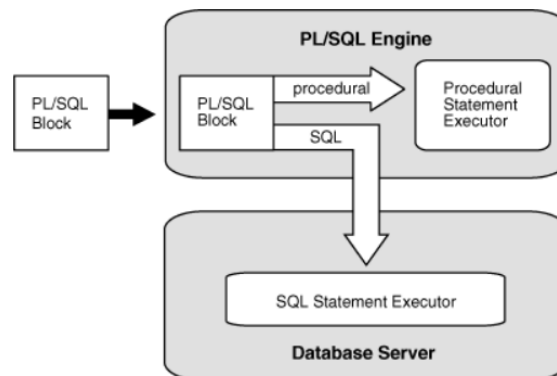 PL/SQL Engine
PL/SQL
Block
PL/SQL
Block
procedural
SQL
Procedural
Statement
Executor
SQL Statement Executor
Database Server